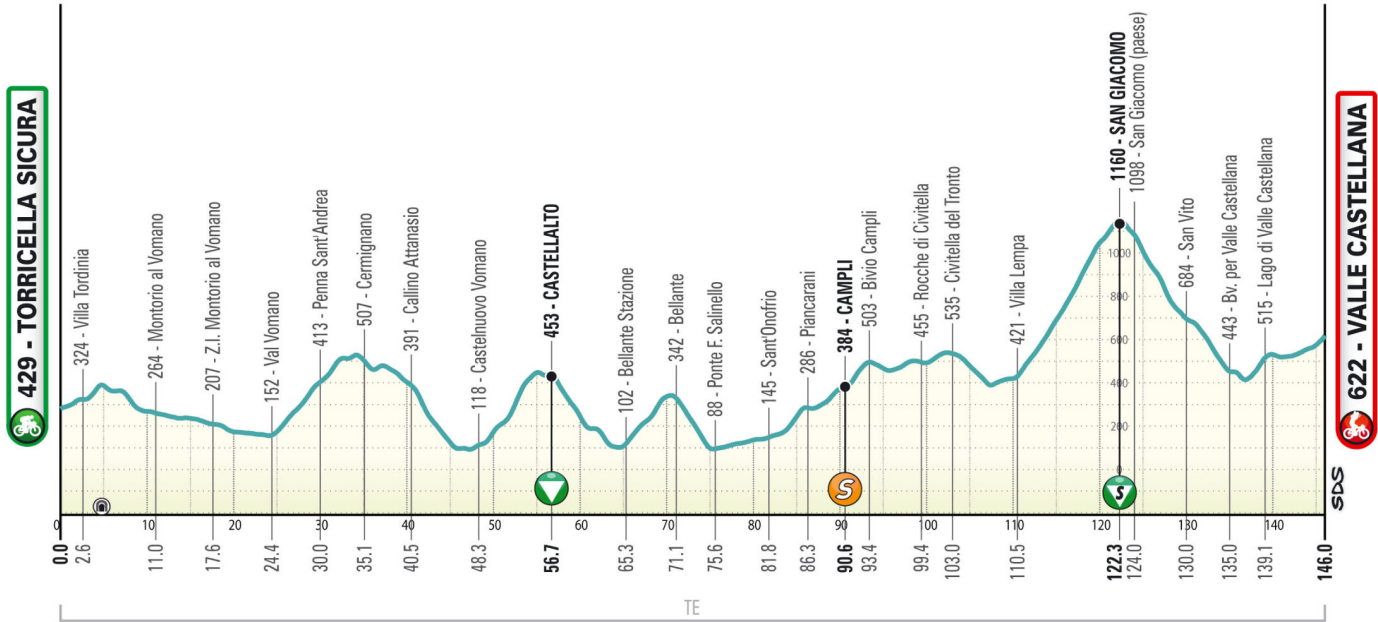 429 - TORRICELLA SICURA
324 - Villa Tordinia
264 - Montorio al Vomano
207 - Z.I. Montorio al Vomano
152 - Val Vomano
413 - Penna Sant'Andrea
507 - Cermignano
391 - Callino Attanasio
118 - Castelnuovo Vomano
453 - CASTELLALTO
102 - Bellante Stazione
342 - Bellante
88 - Ponte F. Salinello
145 - Sant'Onofrio
286 - Piancarani
384 - CAMPLI
503 - Bivio Campli
455 - Rocche di Civitella
535 - Civitella del Tronto
421 - Villa Lempa
1160 - SAN GIACOMO
1098 - San Giacomo (paese)
684 - San Vito
443 - Bv. per Valle Castellana
515 - Lago di Valle Castellana
622 - VALLE CASTELLANA
1000
800
600
400
200
0
S
S
SDS
0 10 20 30 40 50 60 70 80 90 100 110 120 130 140
0.0 2.6 11.0 17.6 24.4 30.0 35.1 40.5 48.3 56.7 65.3 71.1 75.6 81.8 86.3 90.6 93.4 99.4 103.0 110.5 122.3 124.0 130.0 135.0 139.1 146.0
TE